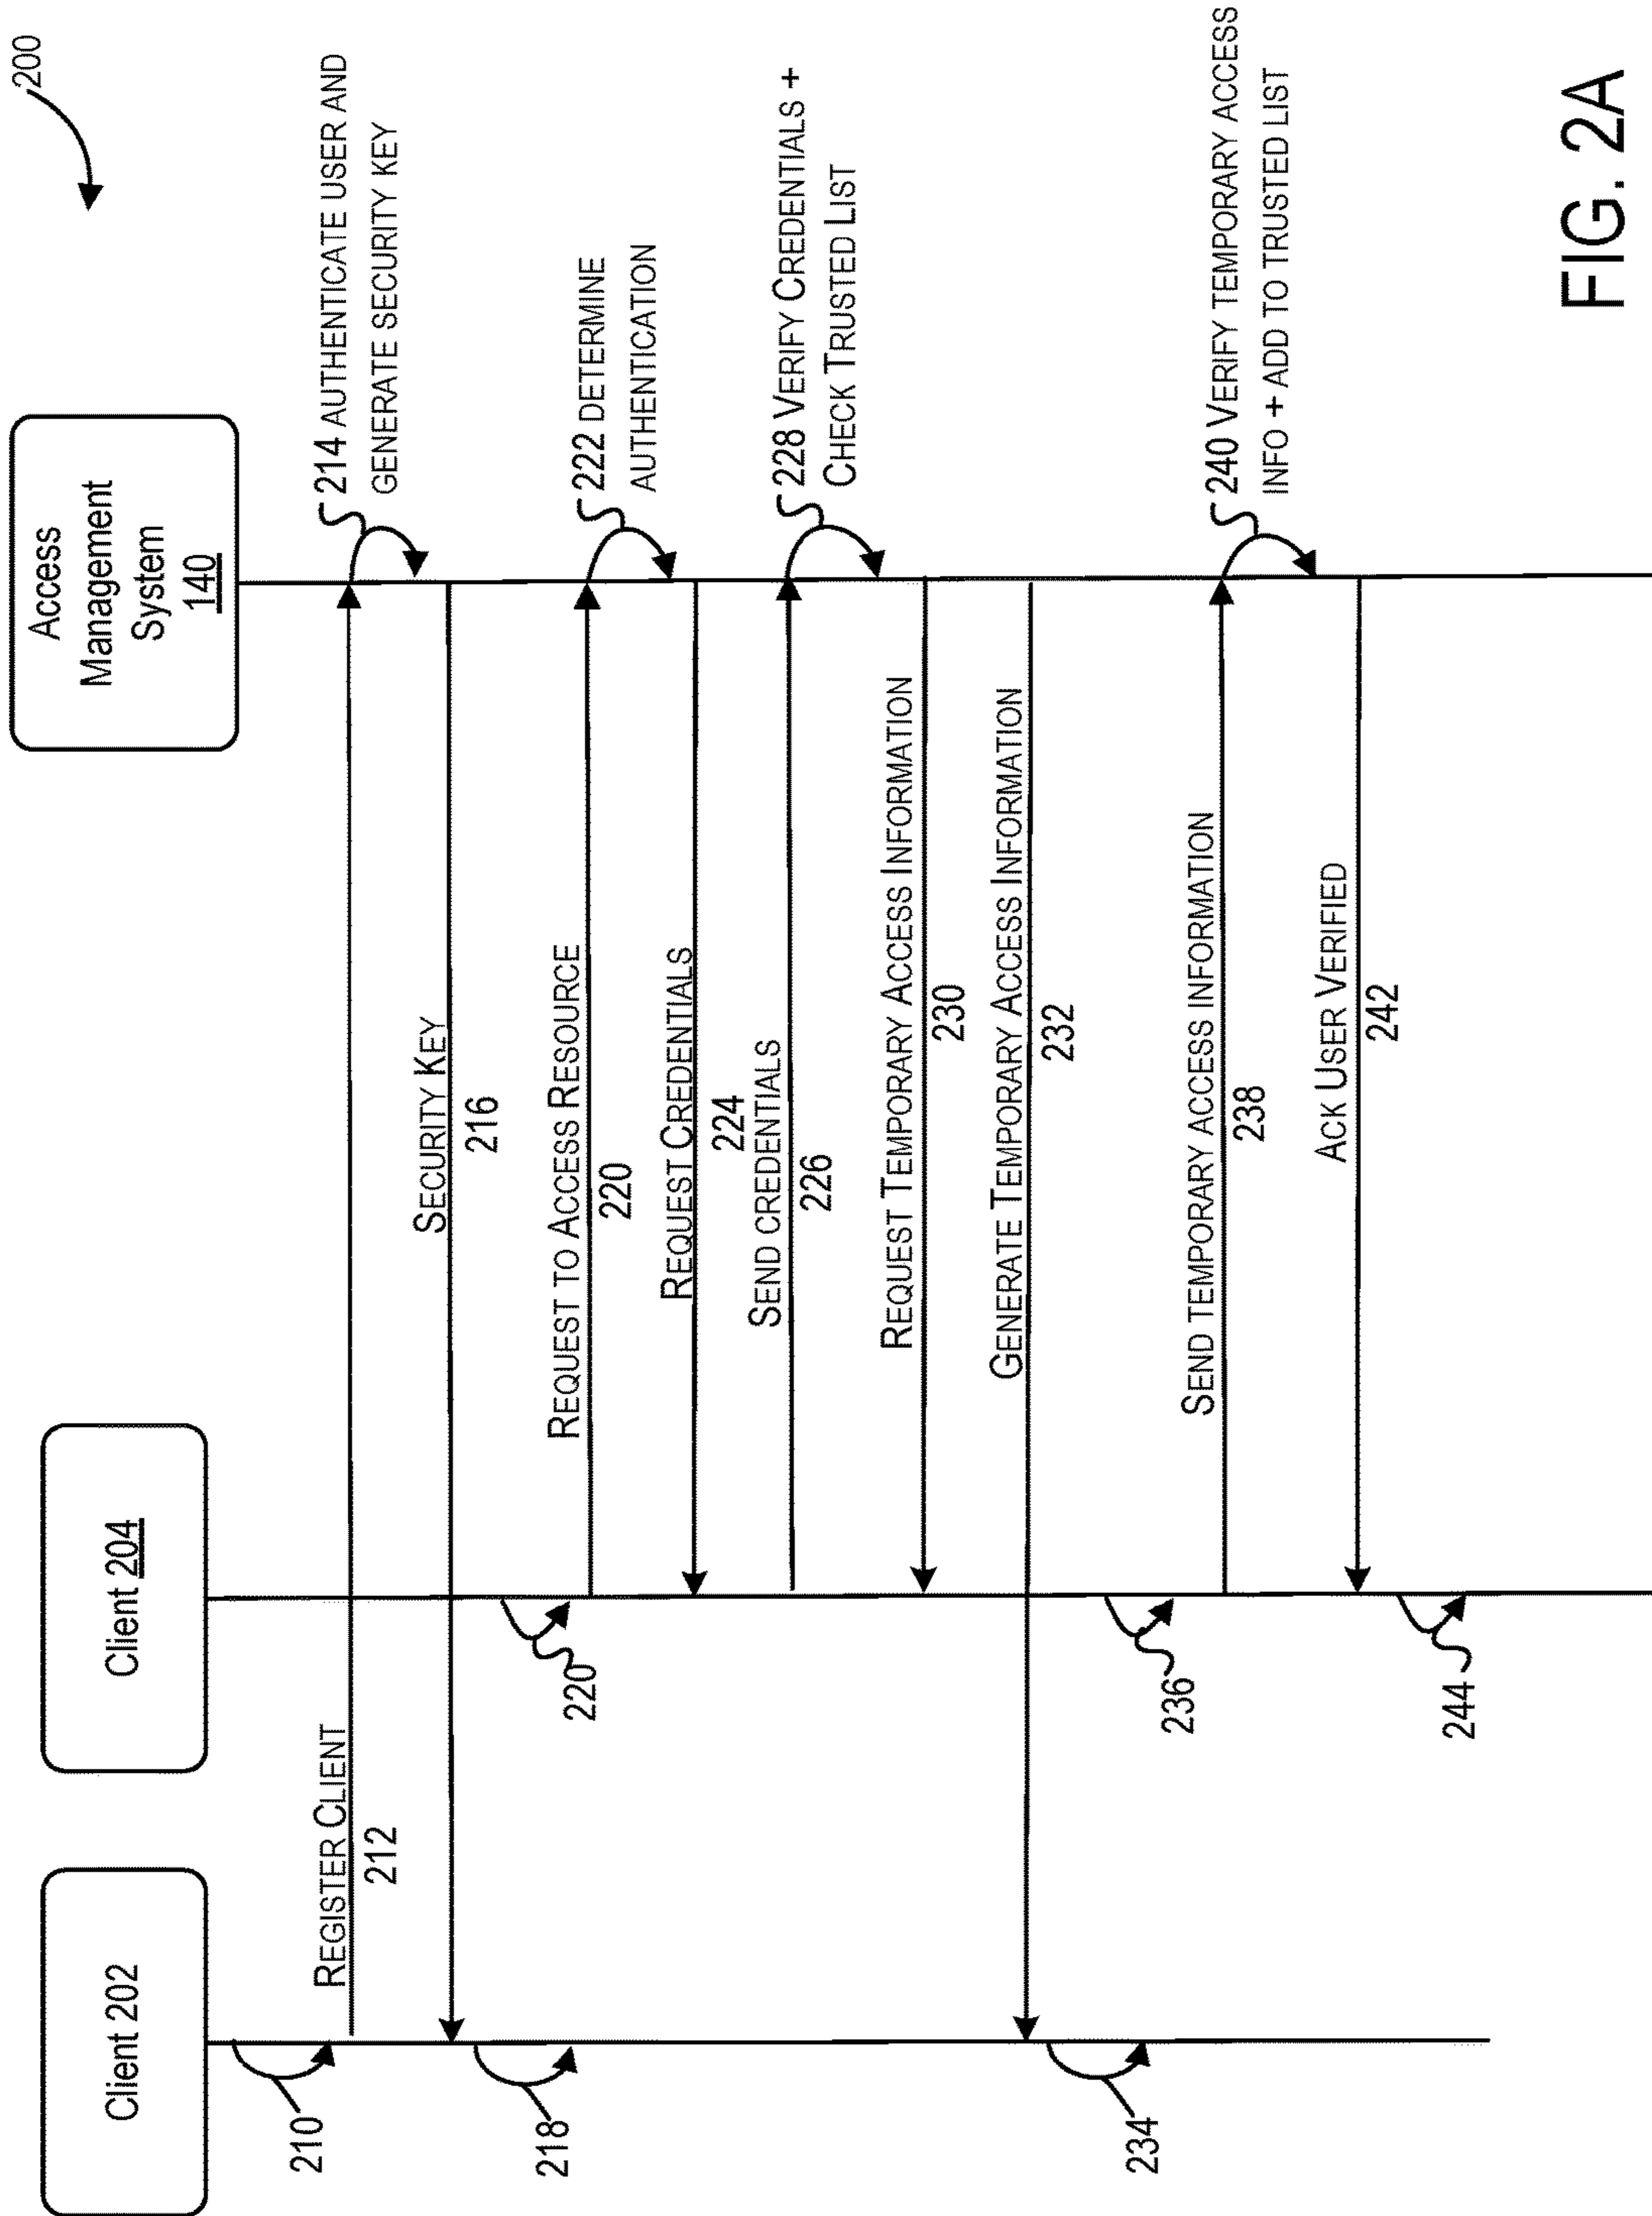 200
Client 202
Client 204
Access
Management
System
140
210
REGISTER CLIENT
212
214 AUTHENTICATE USER AND
GENERATE SECURITY KEY
SECURITY KEY
216
218
220
REQUEST TO ACCESS RESOURCE
220
222 DETERMINE
AUTHENTICATION
REQUEST CREDENTIALS
224
SEND CREDENTIALS
226
228 VERIFY CREDENTIALS +
CHECK TRUSTED LIST
REQUEST TEMPORARY ACCESS INFORMATION
230
GENERATE TEMPORARY ACCESS INFORMATION
232
234
236
SEND TEMPORARY ACCESS INFORMATION
238
240 VERIFY TEMPORARY ACCESS
INFO + ADD TO TRUSTED LIST
ACK USER VERIFIED
242
244
FIG. 2A